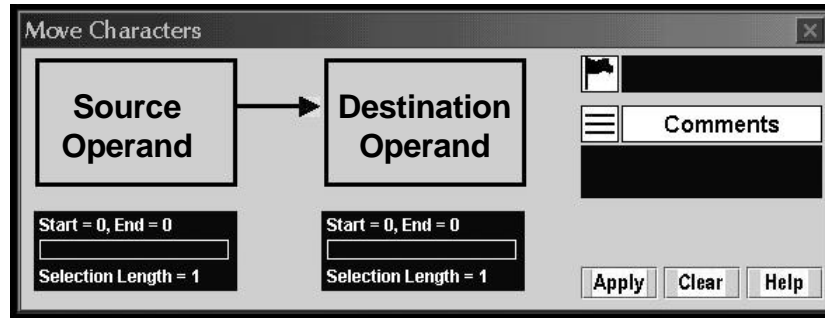 Move Characters
Source
Operand
Destination
Operand
Comments
Start = 0, End = 0
Selection Length = 1
Start = 0, End = 0
Selection Length = 1
Apply
Clear
Help